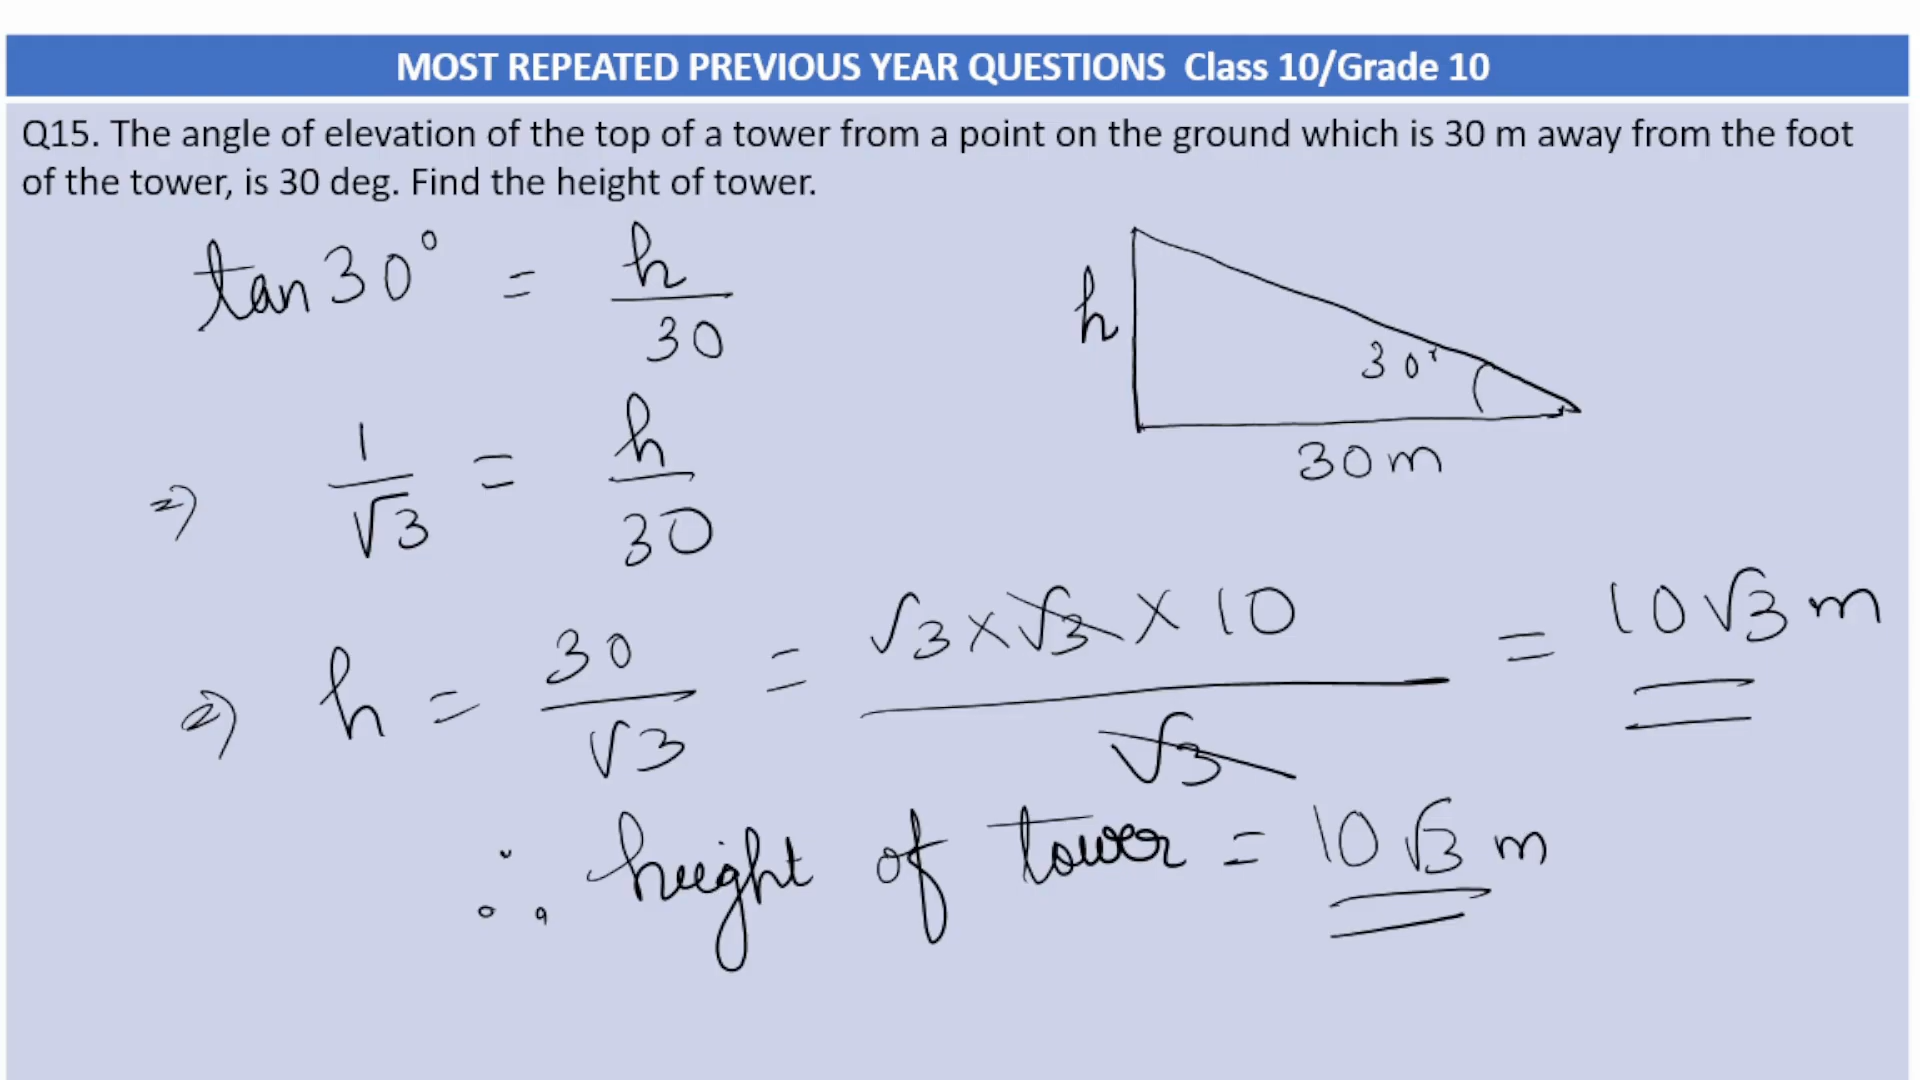 MOST REPEATED PREVIOUS YEAR QUESTIONS Class 10/Grade 10
Q15. The angle of elevation of the top of a tower from a point on the ground which is 30 m away from the foot
of the tower, is 30 deg. Find the height of tower.
tan 30° = h/30
h
30°
30 m
⇒ 1/√3 = h/30
⇒ h = 30/√3 = √3 × √3 × 10/√3 = 10√3 m
∴ height of tower = 10√3 m